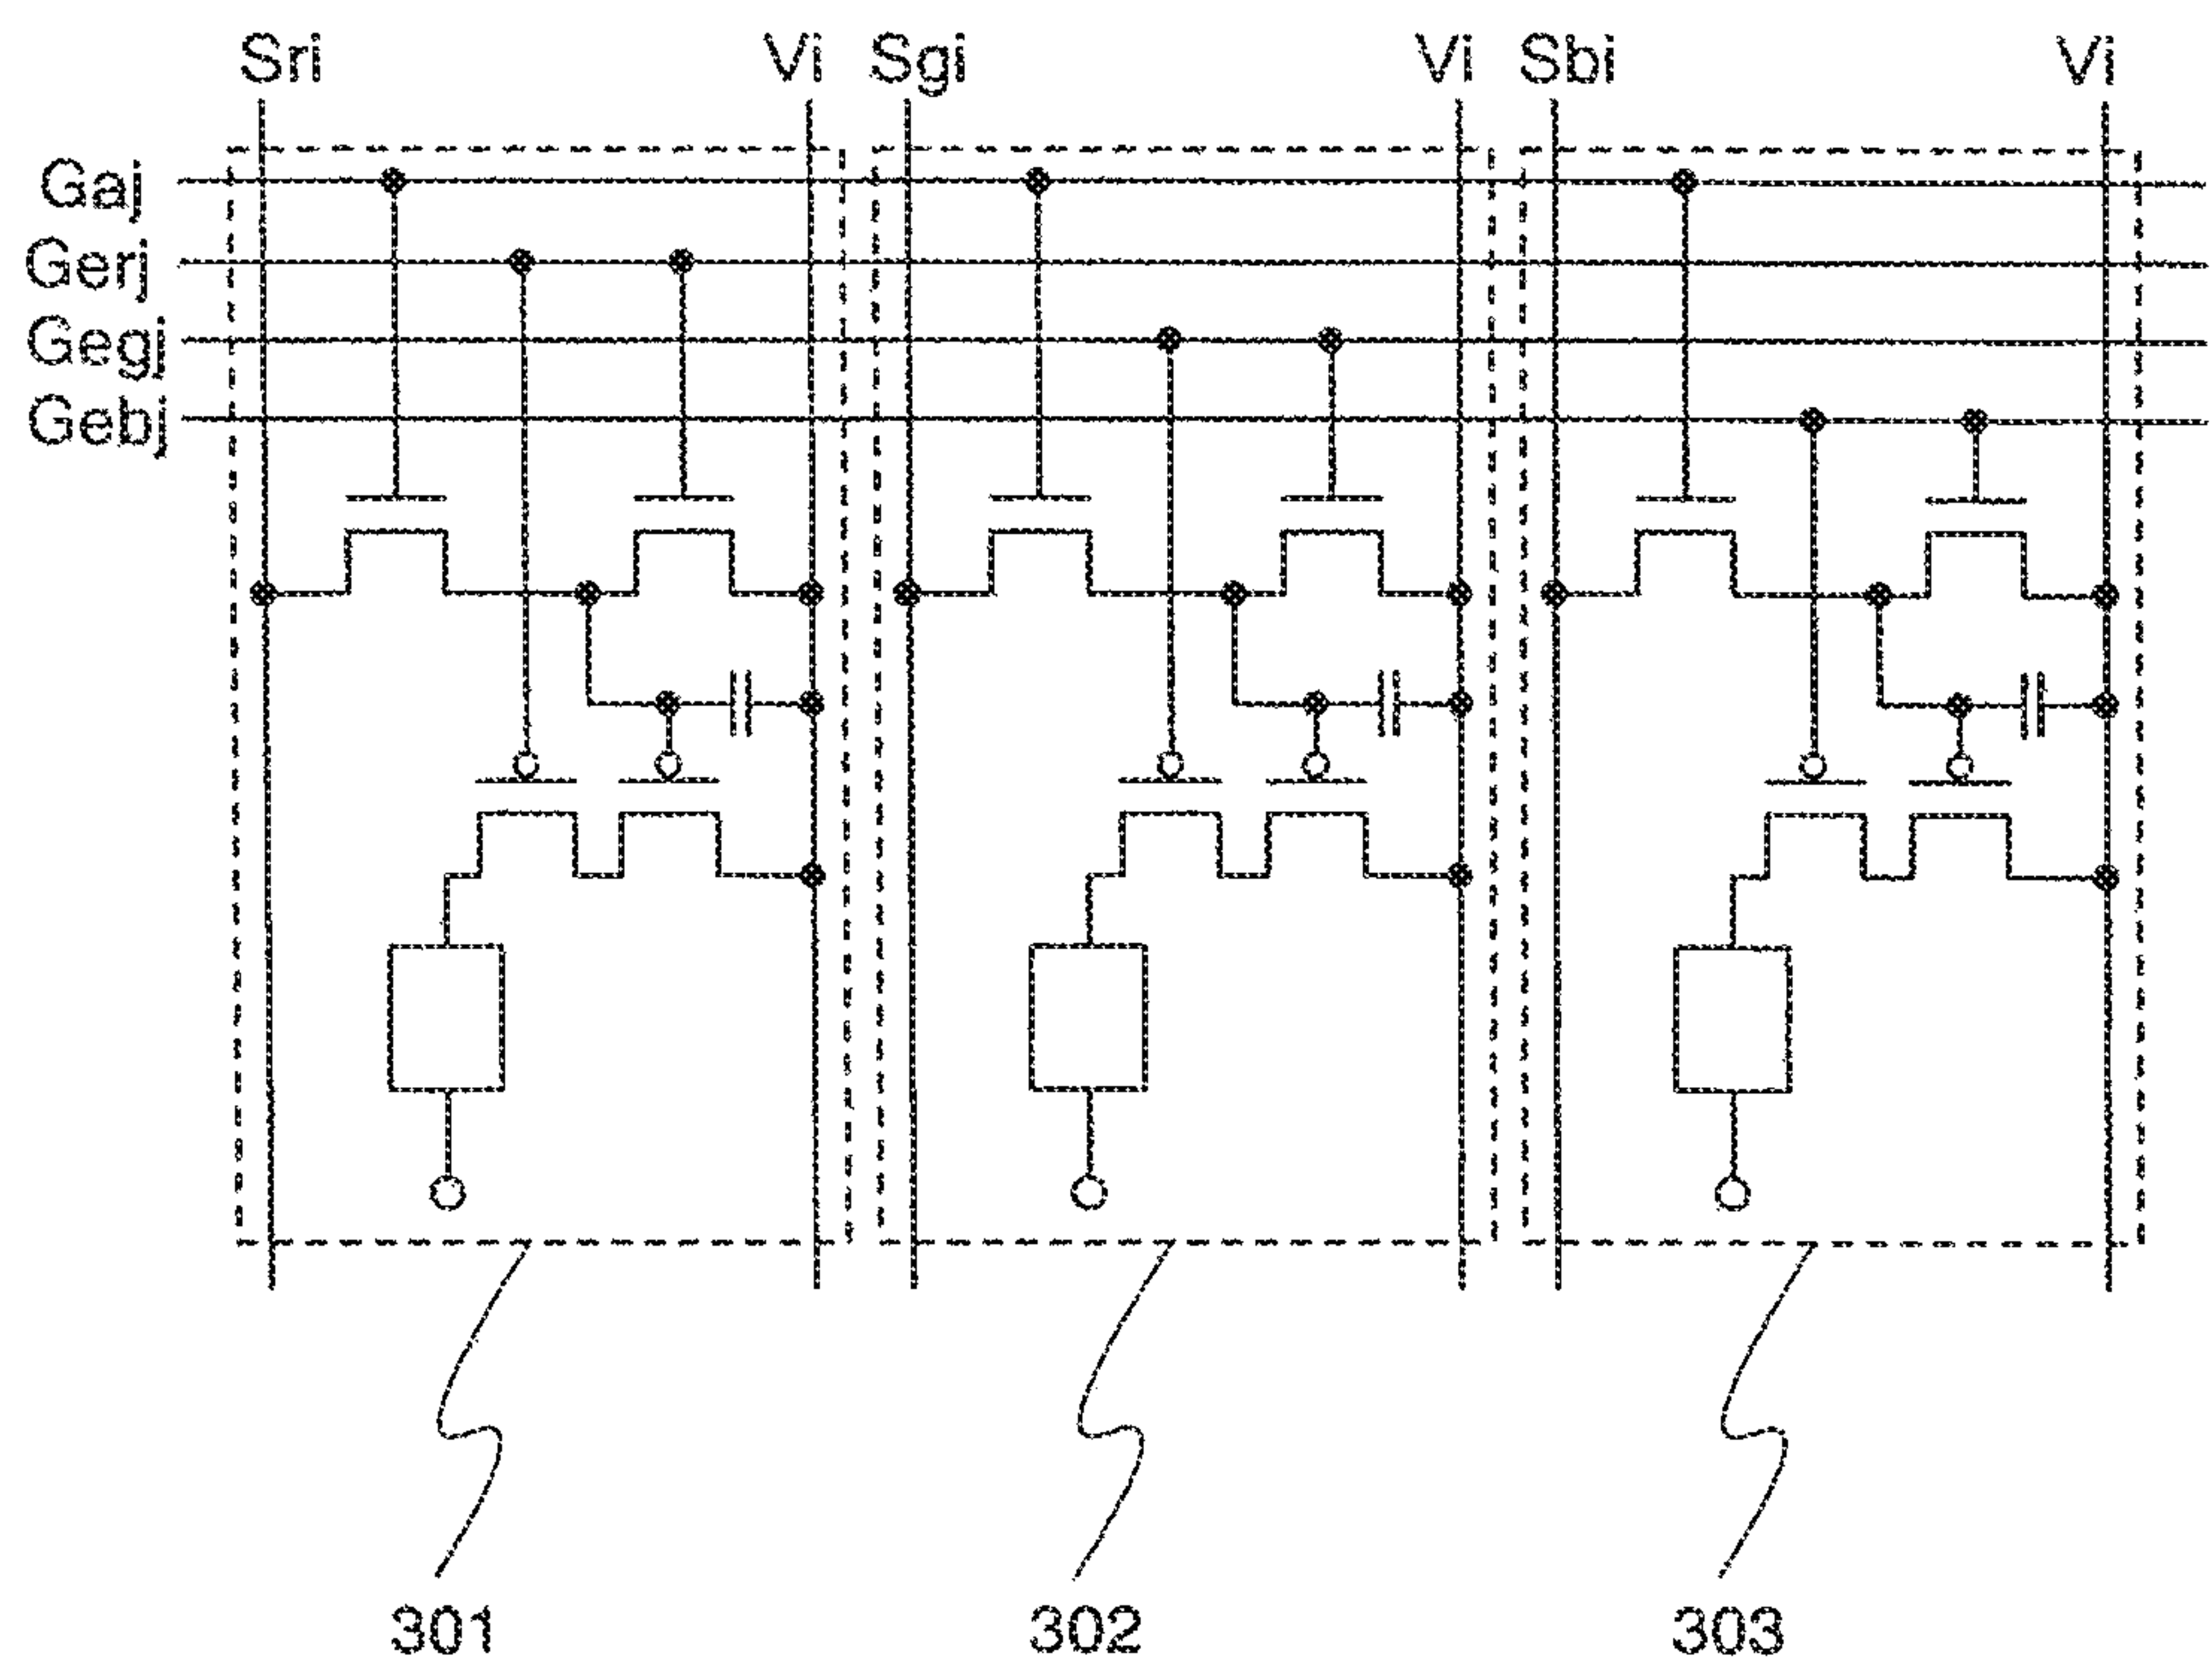 Sri Vi Sgi Vi Sbi Vi
Gaj
Gerj
Gegj
Gebj
301 302 303